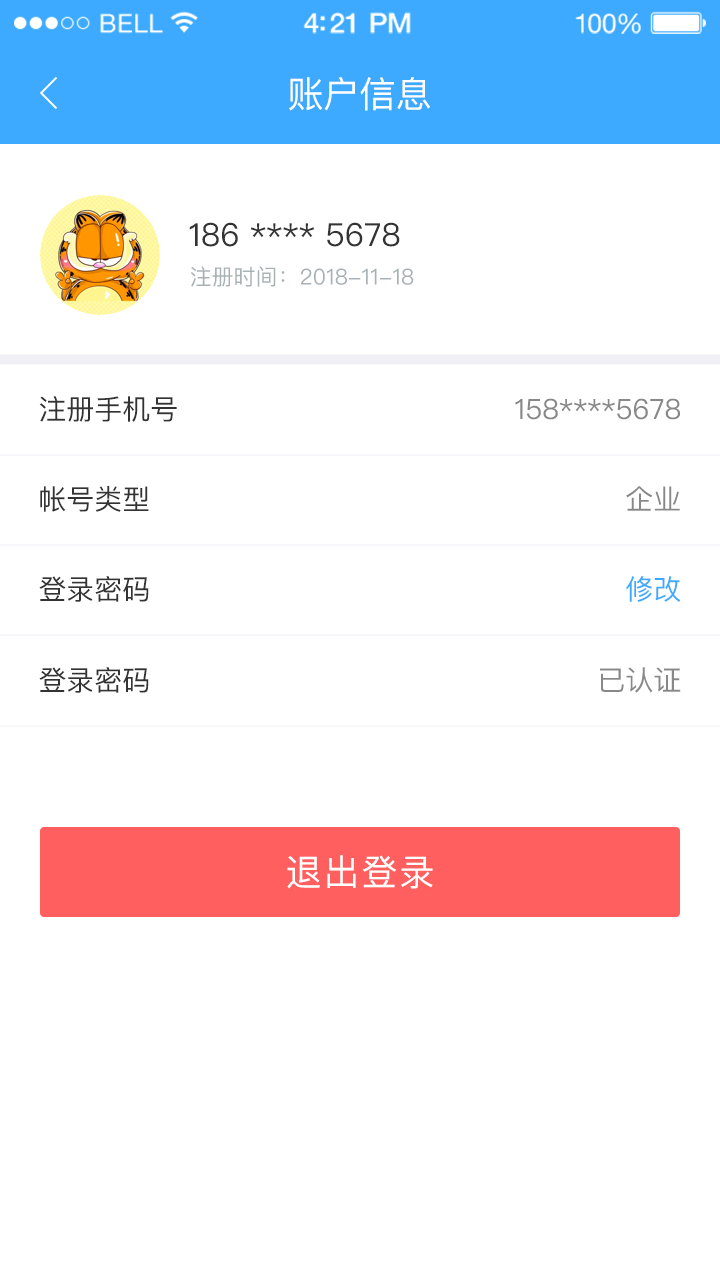 BELL 4:21 PM 100%
账户信息
186 **** 5678
注册时间：2018-11-18
注册手机号 158****5678
帐号类型 企业
登录密码 修改
登录密码 已认证
退出登录